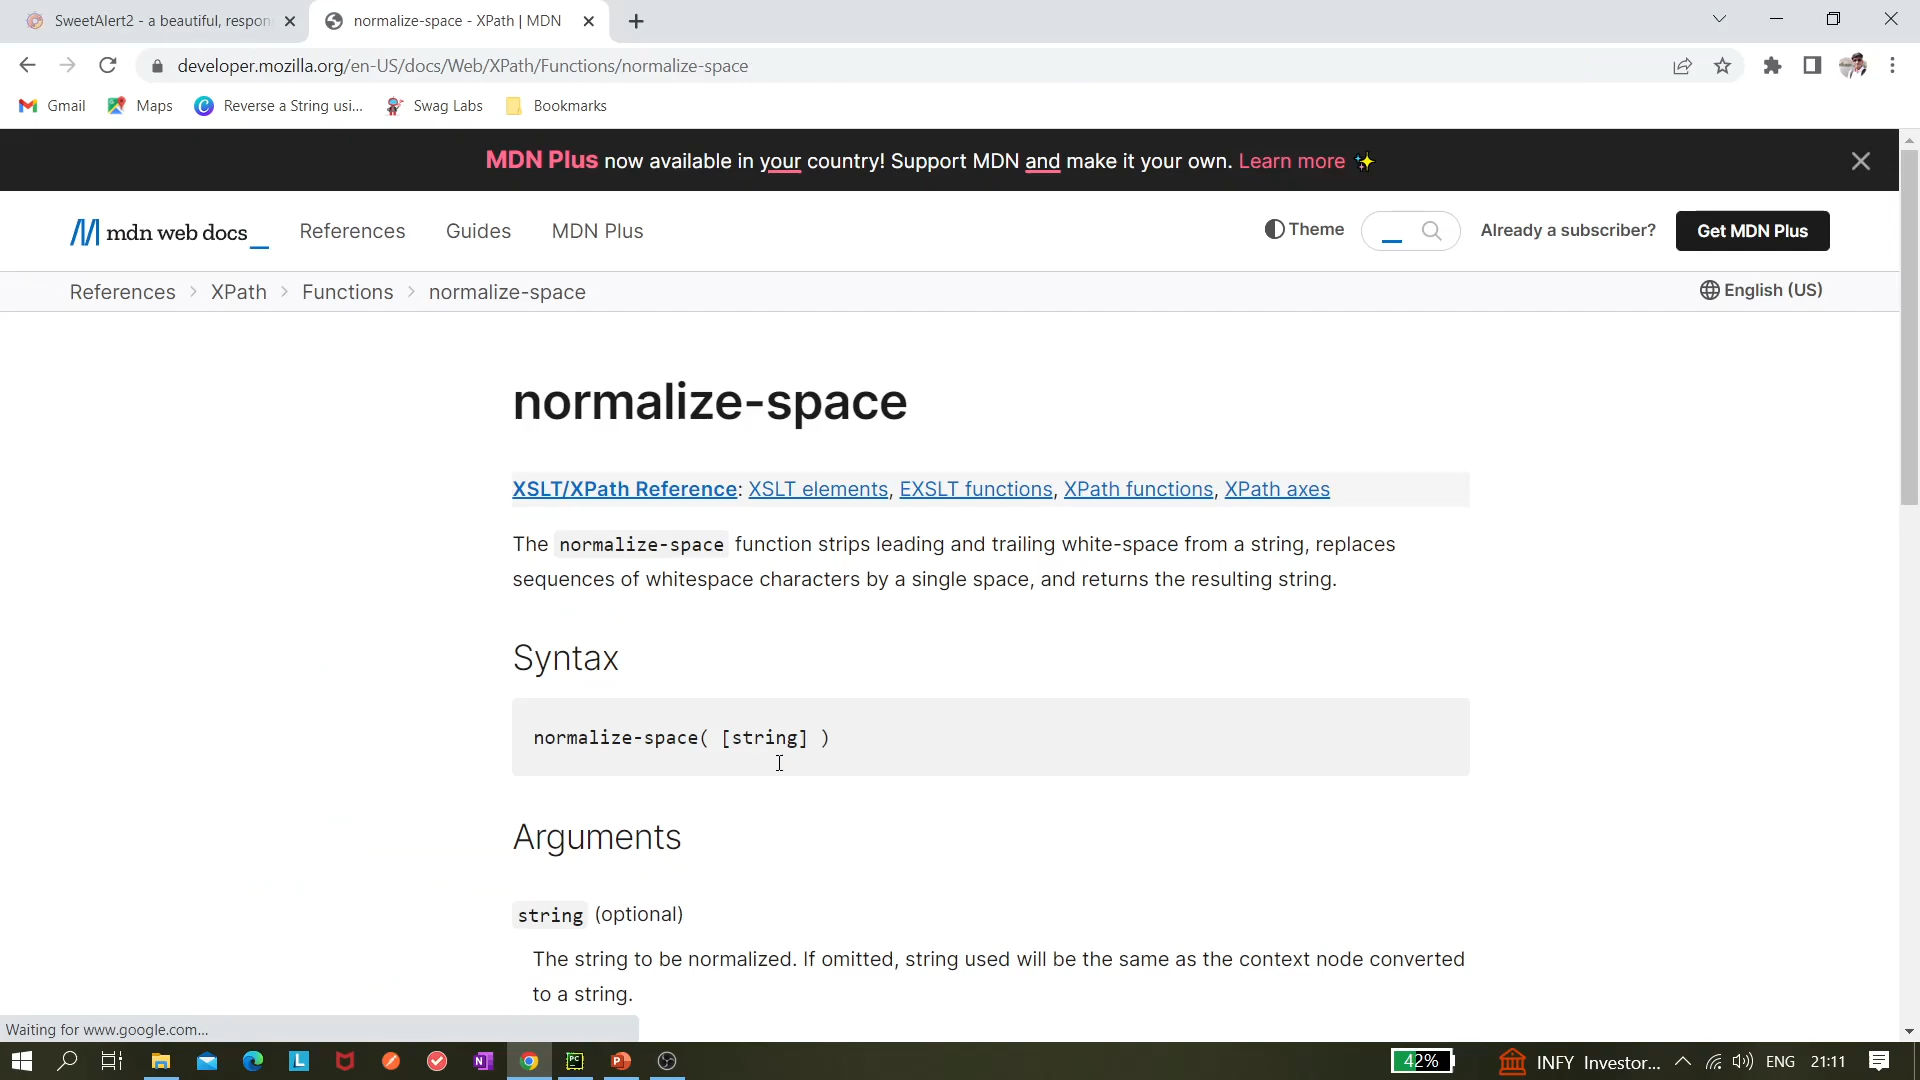 SweetAlert2 - a beautiful, respon
normalize-space - XPath | MDN
developer.mozilla.org/en-US/docs/Web/XPath/Functions/normalize-space
Gmail
Maps
Reverse a String usi...
Swag Labs
Bookmarks
MDN Plus now available in your country! Support MDN and make it your own. Learn more ✨
mdn web docs_
References
Guides
MDN Plus
Theme
Already a subscriber?
Get MDN Plus
References > XPath > Functions > normalize-space
English (US)
normalize-space
XSLT/XPath Reference: XSLT elements, EXSLT functions, XPath functions, XPath axes
The normalize-space function strips leading and trailing white-space from a string, replaces
sequences of whitespace characters by a single space, and returns the resulting string.
Syntax
normalize-space( [string] )
Arguments
string (optional)
The string to be normalized. If omitted, string used will be the same as the context node converted
to a string.
Waiting for www.google.com...
42%
INFY Investor...
ENG
21:11